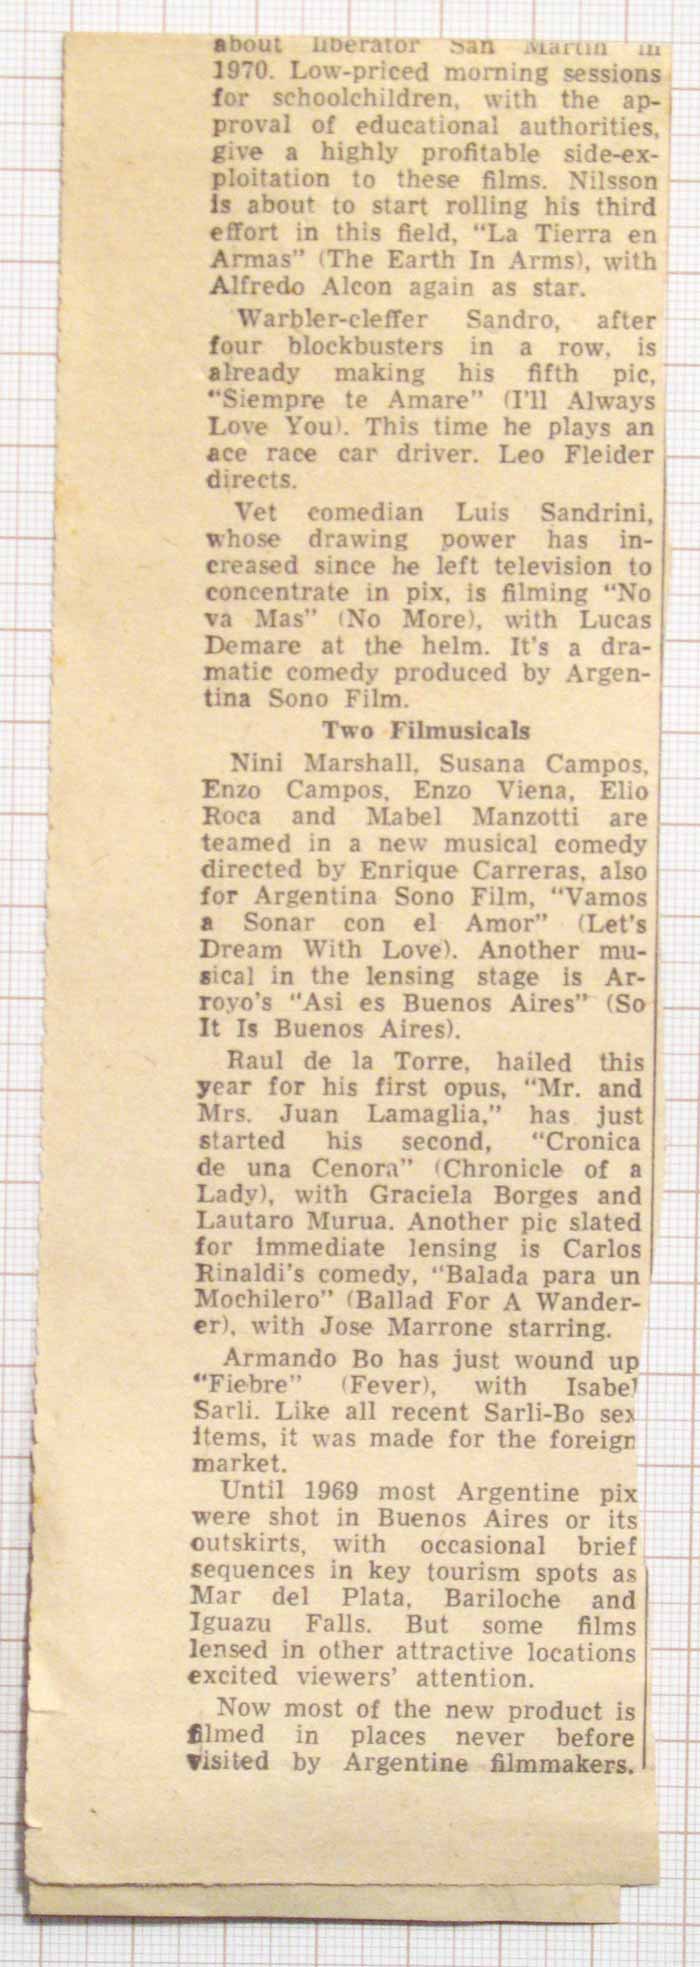 about liberator San Martin in
1970. Low-priced morning sessions
for schoolchildren, with the ap-
proval of educational authorities,
give a highly profitable side-ex-
ploitation to these films. Nilsson
is about to start rolling his third
effort in this field, “La Tierra en
Armas” (The Earth In Arms), with
Alfredo Alcon again as star.
Warbler-cleffer Sandro, after
four blockbusters in a row, is
already making his fifth pic,
“Siempre te Amare” (I’ll Always
Love You). This time he plays an
ace race car driver. Leo Fleider
directs.
Vet comedian Luis Sandrini,
whose drawing power has in-
creased since he left television to
concentrate in pix, is filming “No
va Mas” (No More), with Lucas
Demare at the helm. It’s a dra-
matic comedy produced by Argen-
tina Sono Film.
Two Filmusicals
Nini Marshall, Susana Campos,
Enzo Campos, Enzo Viena, Elio
Roca and Mabel Manzotti are
teamed in a new musical comedy
directed by Enrique Carreras, also
for Argentina Sono Film, “Vamos
a Sonar con el Amor” (Let’s
Dream With Love). Another mu-
sical in the lensing stage is Ar-
royo’s “Asi es Buenos Aires” (So
It Is Buenos Aires).
Raul de la Torre, hailed this
year for his first opus, “Mr. and
Mrs. Juan Lamaglia,” has just
started his second, “Cronica
de una Cenora” (Chronicle of a
Lady), with Graciela Borges and
Lautaro Murua. Another pic slated
for immediate lensing is Carlos
Rinaldi’s comedy, “Balada para un
Mochilero” (Ballad For A Wander-
er), with Jose Marrone starring.
Armando Bo has just wound up
“Fiebre” (Fever), with Isabel
Sarli. Like all recent Sarli-Bo sex
items, it was made for the foreign
market.
Until 1969 most Argentine pix
were shot in Buenos Aires or its
outskirts, with occasional brief
sequences in key tourism spots as
Mar del Plata, Bariloche and
Iguazu Falls. But some films
lensed in other attractive locations
excited viewers’ attention.
Now most of the new product is
filmed in places never before
visited by Argentine filmmakers.